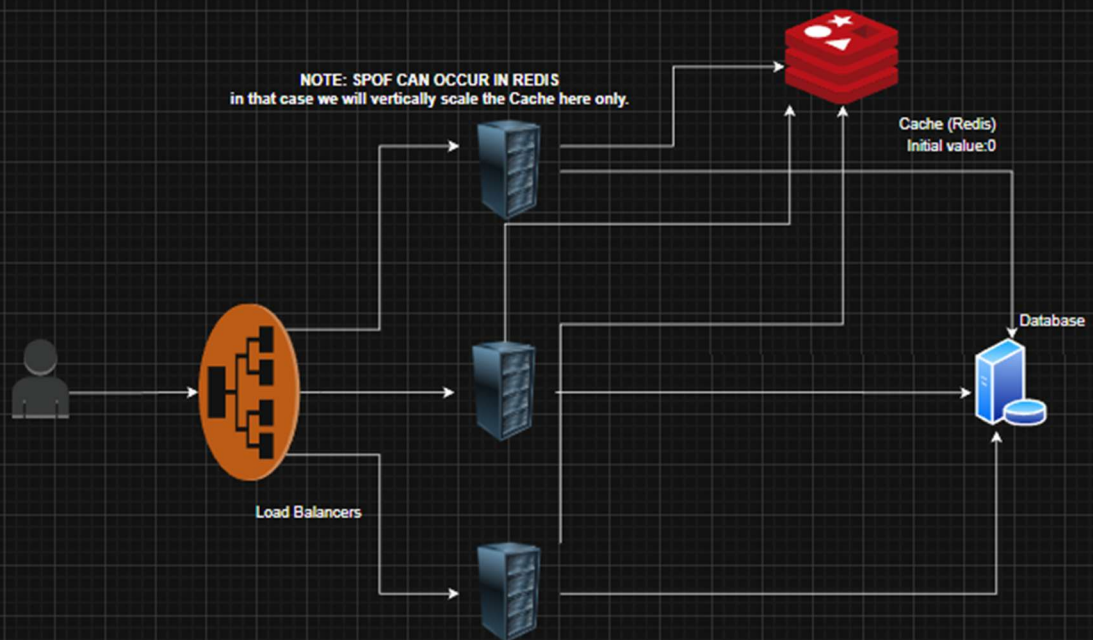 NOTE: SPOF CAN OCCUR IN REDIS
in that case we will vertically scale the Cache here only.
Cache (Redis)
Initial value:0
Database
Load Balancers